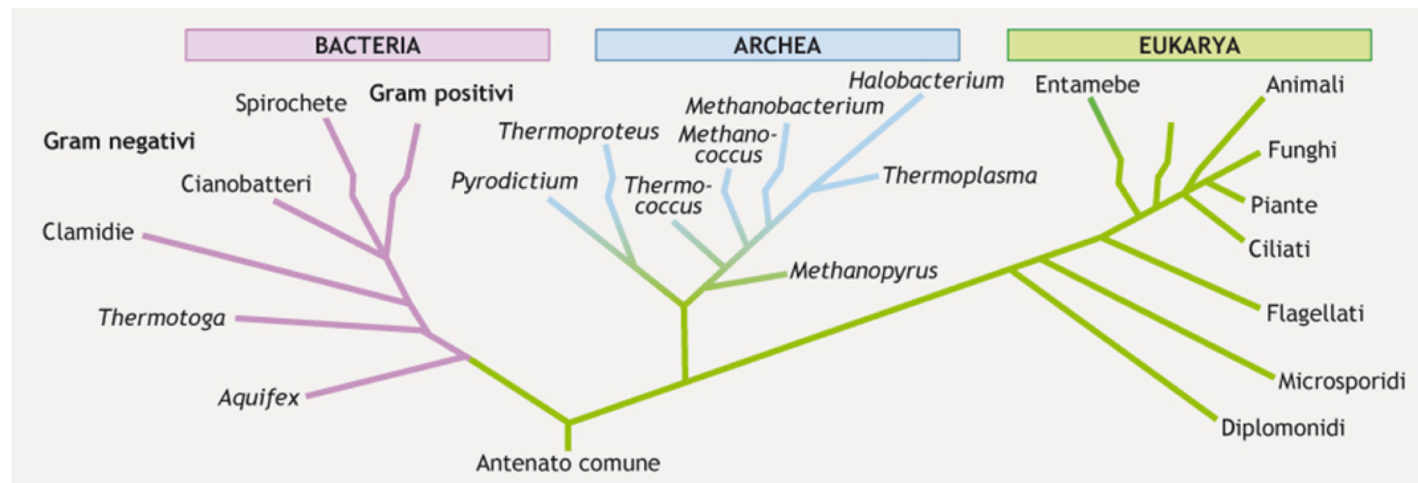 BACTERIA
ARCHEA
EUKARYA
Spirochete
Gram positivi
Gram negativi
Cianobatteri
Clamidie
Thermotoga
Aquifex
Halobacterium
Methanobacterium
Thermoproteus
Methano-
coccus
Pyrodictium
Thermo-
coccus
Thermoplasma
Methanopyrus
Entamebe
Animali
Funghi
Piante
Ciliati
Flagellati
Microsporidi
Diplomonidi
Antenato comune